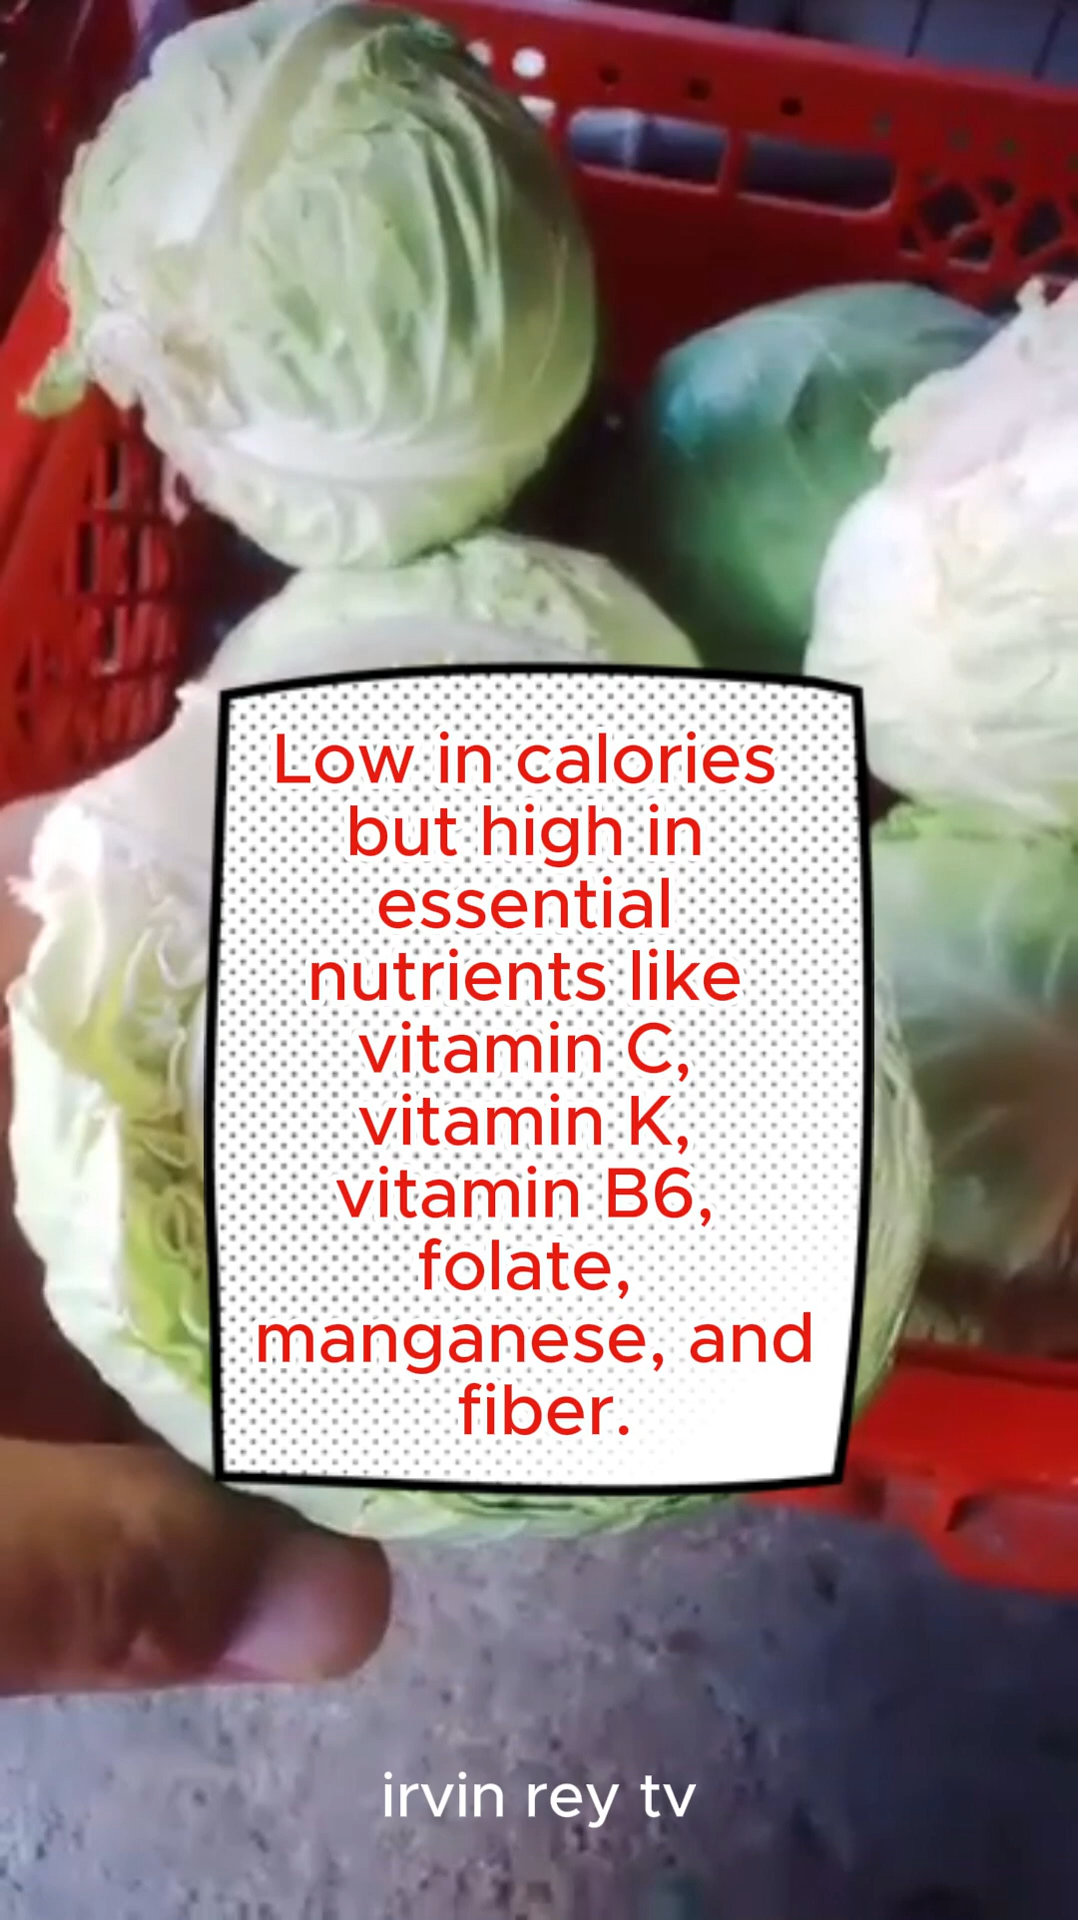 Low in calories
but high in
essential
nutrients like
vitamin C,
vitamin K,
vitamin B6,
folate,
manganese, and
fiber.
irvin rey tv